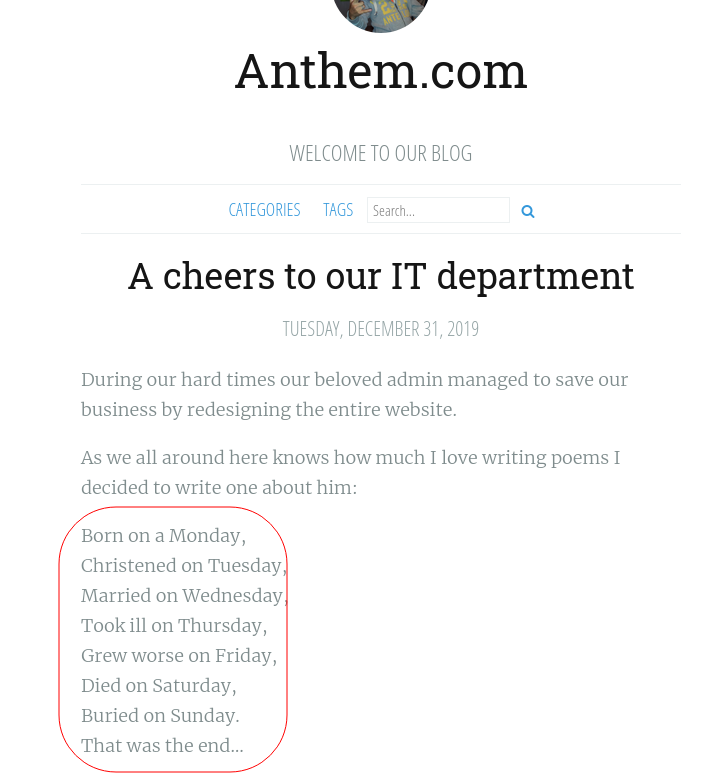 Anthem.com
WELCOME TO OUR BLOG
CATEGORIES TAGS Search...
A cheers to our IT department
TUESDAY, DECEMBER 31, 2019
During our hard times our beloved admin managed to save our
business by redesigning the entire website.
As we all around here knows how much I love writing poems I
decided to write one about him:
Born on a Monday,
Christened on Tuesday,
Married on Wednesday,
Took ill on Thursday,
Grew worse on Friday,
Died on Saturday,
Buried on Sunday.
That was the end…